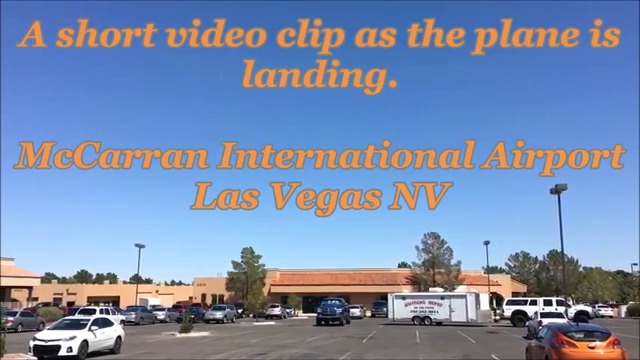 A short video clip as the plane is
landing.
McCarran International Airport
Las Vegas NV